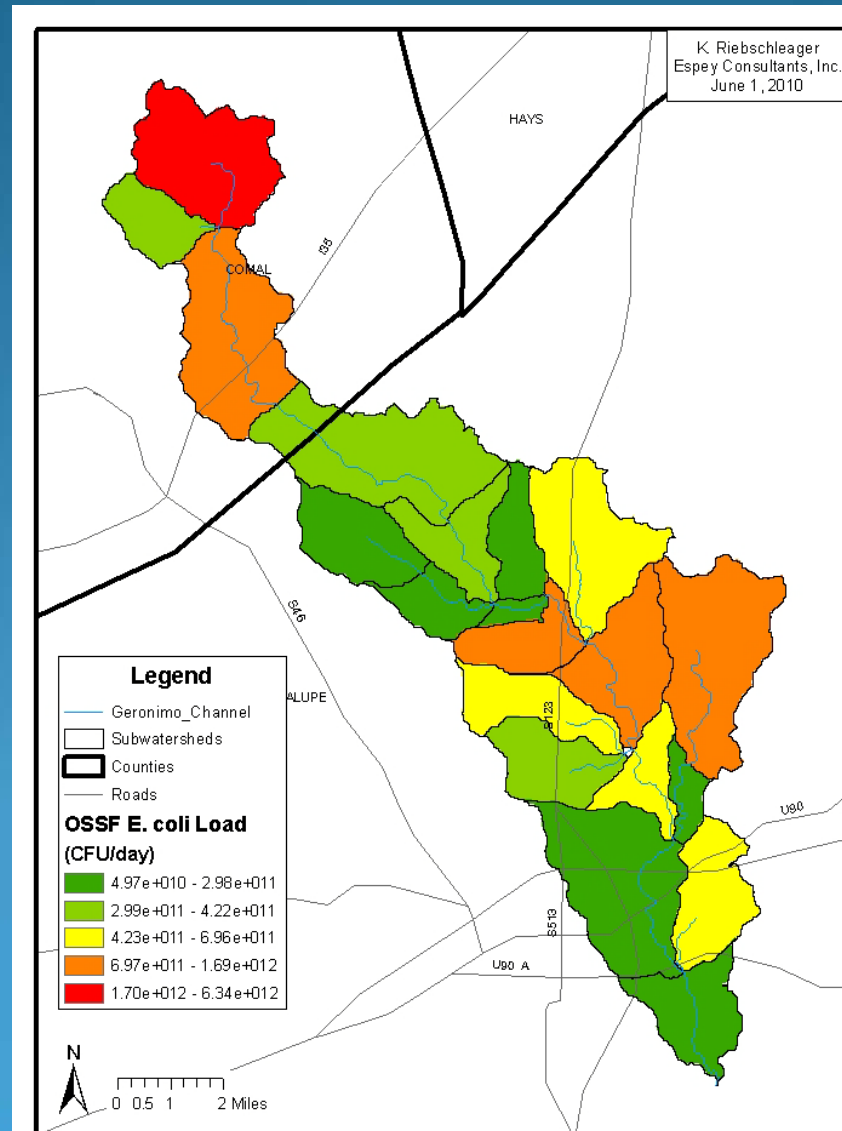 K. Riebschleager
Espey Consultants, Inc.
June 1, 2010
HAYS
I35
COMAL
S46
ALUPE
S123
U90
S513
U90 A
Legend
Geronimo_Channel
Subwatersheds
Counties
Roads
OSSF E. coli Load
(CFU/day)
4.97e+010 - 2.98e+011
2.99e+011 - 4.22e+011
4.23e+011 - 6.96e+011
6.97e+011 - 1.69e+012
1.70e+012 - 6.34e+012
N
0 0.5 1 2 Miles